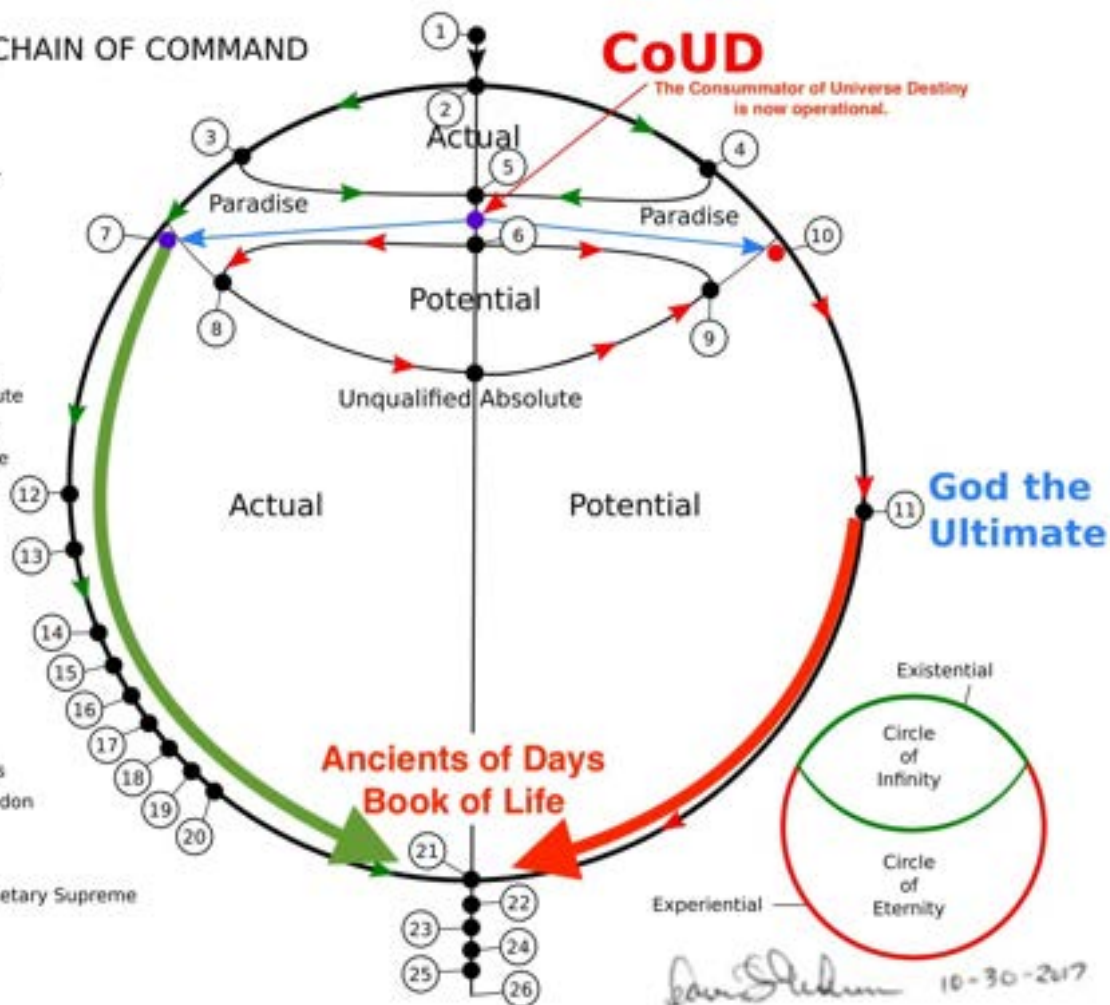 CHAIN OF COMMAND
1
CoUD
The Consummator of Universe Destiny
is now operational.
2
Actual
3
4
5
Paradise
Paradise
7
6
10
Potential
8
9
Unqualified Absolute
12
Actual
Potential
11
God the
Ultimate
13
14
15
16
17
18
19
20
Ancients of Days
Book of Life
21
22
23
24
25
26
etary Supreme
Existential
Circle
of
Infinity
Circle
of
Eternity
Experiential
10-30-2017